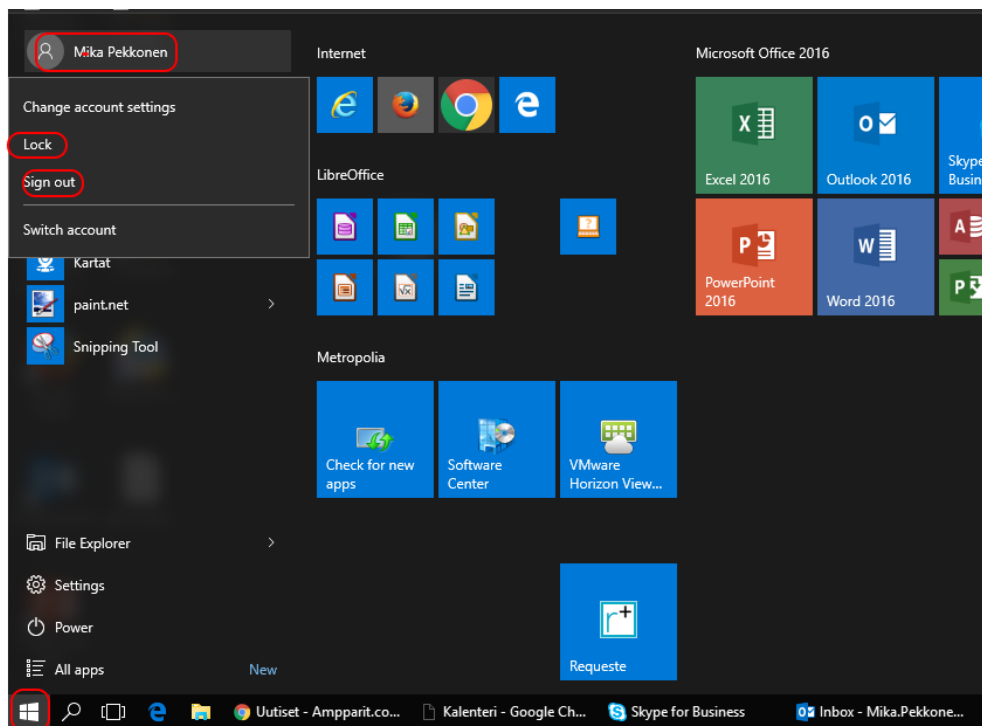 Mika Pekkonen
Change account settings
Lock
Sign out
Switch account
Kartat
paint.net
Snipping Tool
File Explorer
Settings
Power
All apps
New
Internet
LibreOffice
Metropolia
Check for new
apps
Software
Center
VMware
Horizon View...
Requeste
Microsoft Office 2016
Excel 2016
Outlook 2016
Skype
Busin
PowerPoint
2016
Word 2016
Uutiset - Ampparit.co...
Kalenteri - Google Ch...
Skype for Business
Inbox - Mika.Pekkone...